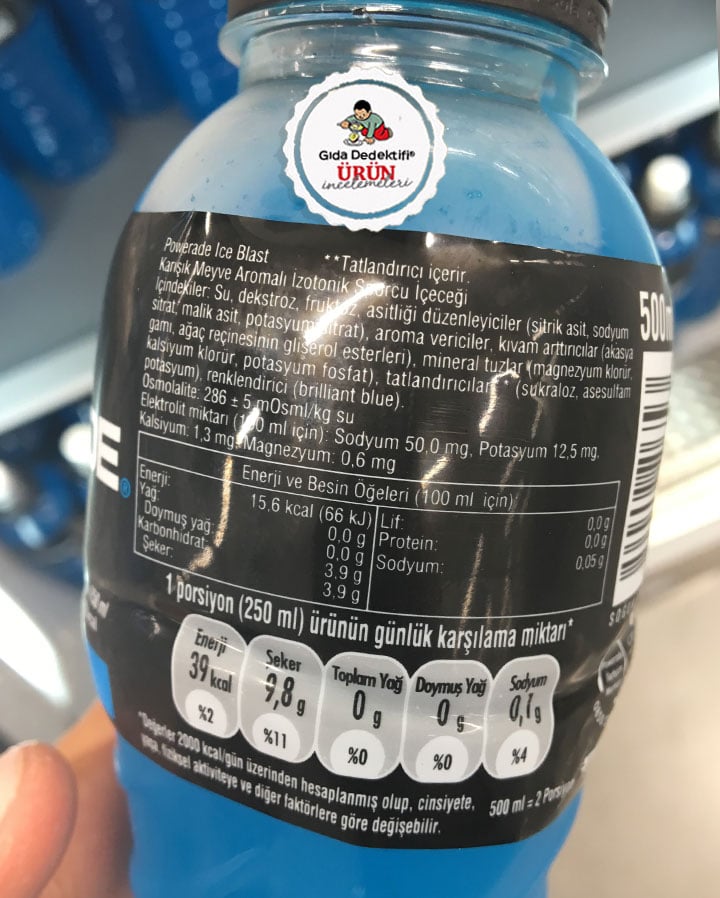 Gıda Dedektifi®
ÜRÜN
incelemeleri
Powerade Ice Blast
**Tatlandırıcı içerir.
Karışık Meyve Aromalı İzotonik Sporcu İçeceği
İçindekiler: Su, dekstroz, fruktoz, asitliği düzenleyiciler (sitrik asit, sodyum
sitrat, malik asit, potasyum sitrat), aroma vericiler, kıvam arttırıcılar (akasya
gamı, ağaç reçinesinin gliserol esterleri), mineral tuzlar (magnezyum klorür,
kalsiyum klorür, potasyum fosfat), tatlandırıcılar** (sukraloz, asesülfam
potasyum), renklendirici (brilliant blue).
Osmolalite: 286 ± 5 mOsml/kg su
Elektrolit miktarı (100 ml için): Sodyum 50,0 mg, Potasyum 12,5 mg,
Kalsiyum: 1,3 mg, Magnezyum: 0,6 mg
500m
DE®
Enerji ve Besin Öğeleri (100 ml için)
Enerji: 15,6 kcal (66 kJ)
Yağ: 0,0 g
Doymuş yağ: 0,0 g
Karbonhidrat: 3,9 g
Şeker: 3,9 g
Lif: 0,0 g
Protein: 0,0 g
Sodyum: 0,05 g
1 porsiyon (250 ml) ürünün günlük karşılama miktarı*
Enerji 39 kcal %2
Şeker 9,8 g %11
Toplam Yağ 0 g %0
Doymuş Yağ 0 g %0
Sodyum 0,1 g %4
*Değerler 2000 kcal/gün üzerinden hesaplanmış olup, cinsiyete,
yaşa, fiziksel aktiviteye ve diğer faktörlere göre değişebilir.
500 ml = 2 Porsiyon